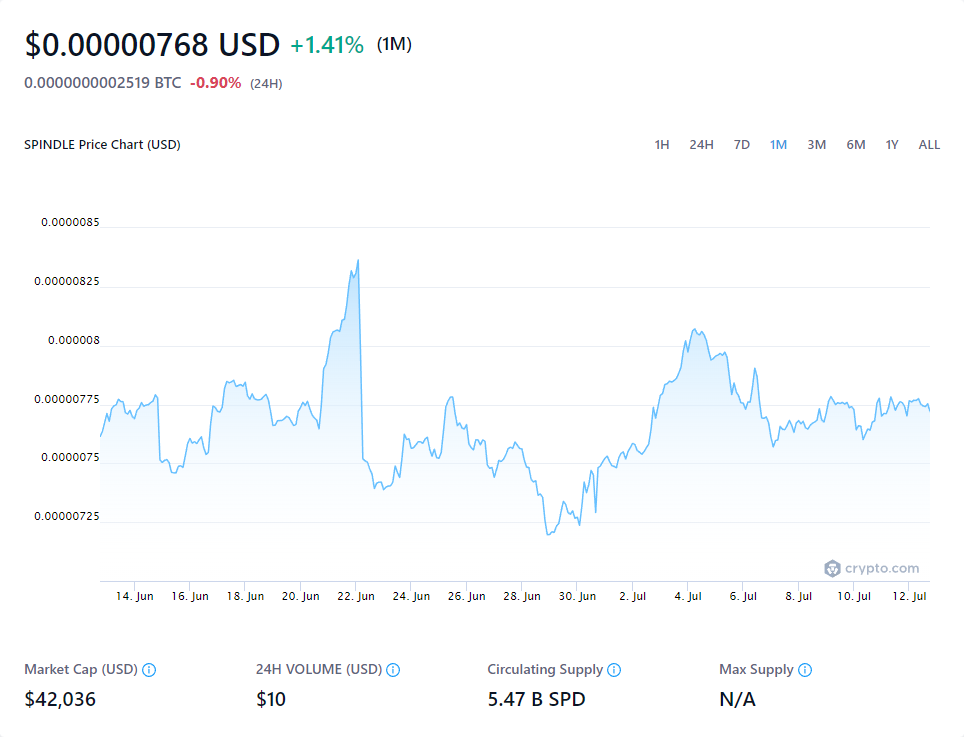 $0.00000768 USD +1.41% (1M)
0.0000000002519 BTC -0.90% (24H)
SPINDLE Price Chart (USD) 1H 24H 7D 1M 3M 6M 1Y ALL
0.0000085
0.00000825
0.000008
0.00000775
0.0000075
0.00000725
crypto.com
14. Jun 16. Jun 18. Jun 20. Jun 22. Jun 24. Jun 26. Jun 28. Jun 30. Jun 2. Jul 4. Jul 6. Jul 8. Jul 10. Jul 12. Jul
Market Cap (USD) 24H VOLUME (USD) Circulating Supply Max Supply
$42,036 $10 5.47 B SPD N/A